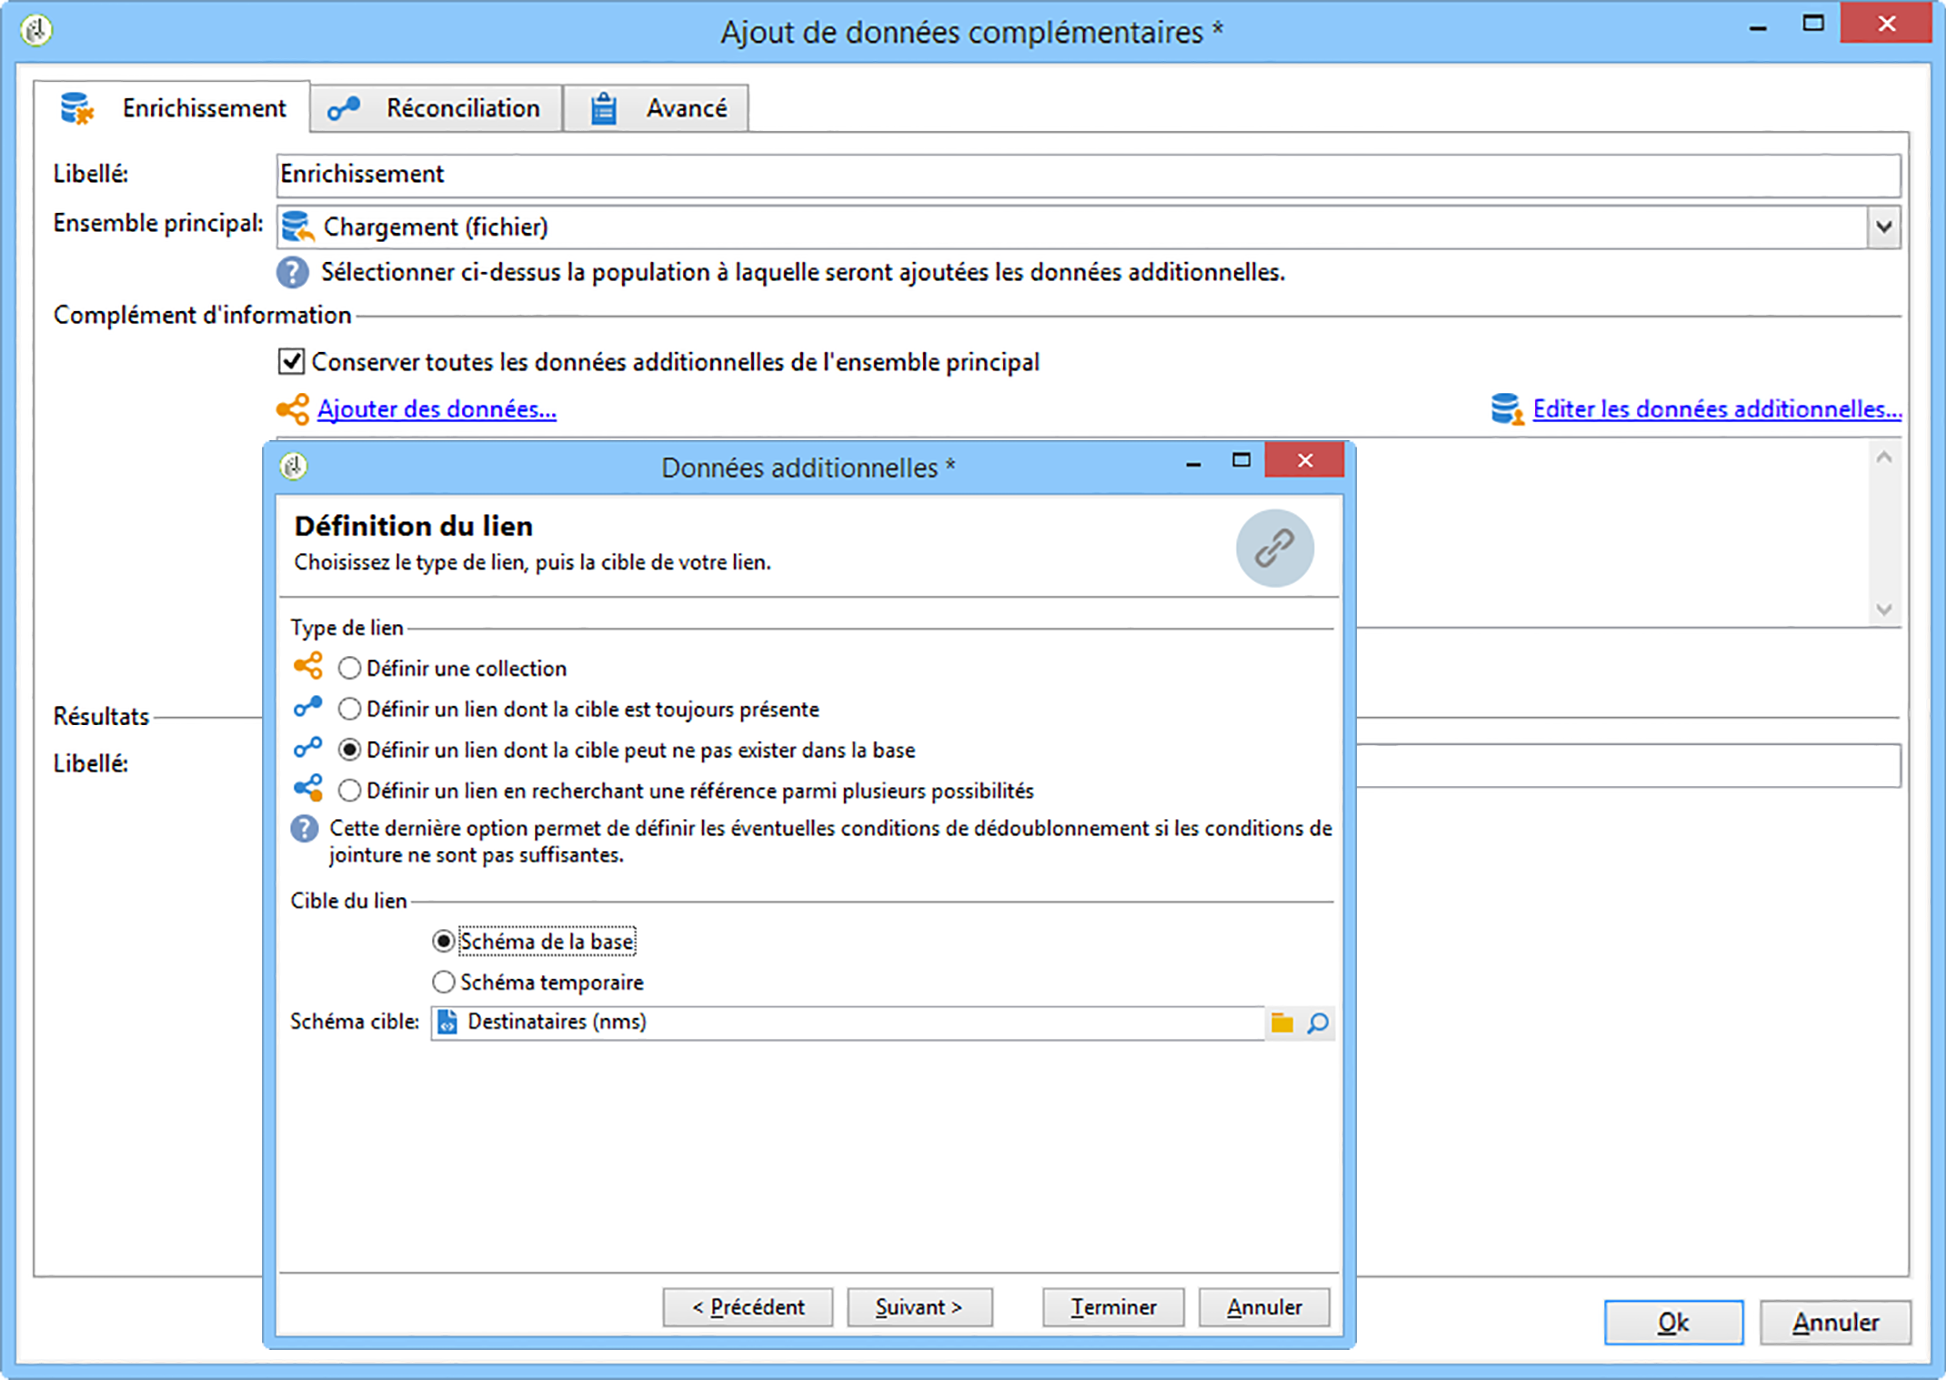 Ajout de données complémentaires *
Enrichissement
Réconciliation
Avancé
Libellé:
Enrichissement
Ensemble principal:
Chargement (fichier)
Sélectionner ci-dessus la population à laquelle seront ajoutées les données additionnelles.
Complément d'information
Conserver toutes les données additionnelles de l'ensemble principal
Ajouter des données...
Editer les données additionnelles...
Données additionnelles *
Définition du lien
Choisissez le type de lien, puis la cible de votre lien.
Type de lien
Définir une collection
Définir un lien dont la cible est toujours présente
Définir un lien dont la cible peut ne pas exister dans la base
Définir un lien en recherchant une référence parmi plusieurs possibilités
Cette dernière option permet de définir les éventuelles conditions de dédoublonnement si les conditions de
jointure ne sont pas suffisantes.
Cible du lien
Schéma de la base
Schéma temporaire
Schéma cible:
Destinataires (nms)
< Précédent
Suivant >
Terminer
Annuler
Résultats
Libellé:
Ok
Annuler